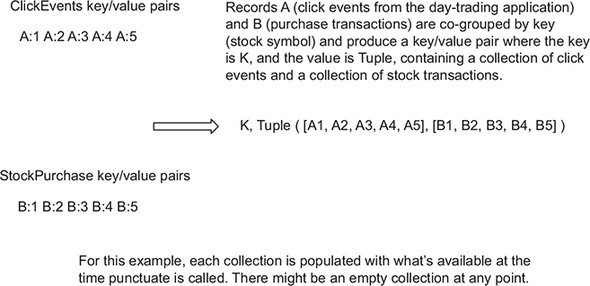 ClickEvents key/value pairs
A:1 A:2 A:3 A:4 A:5
Records A (click events from the day-trading application)
and B (purchase transactions) are co-grouped by key
(stock symbol) and produce a key/value pair where the key
is K, and the value is Tuple, containing a collection of click
events and a collection of stock transactions.
K, Tuple ( [A1, A2, A3, A4, A5], [B1, B2, B3, B4, B5] )
StockPurchase key/value pairs
B:1 B:2 B:3 B:4 B:5
For this example, each collection is populated with what’s available at the
time punctuate is called. There might be an empty collection at any point.